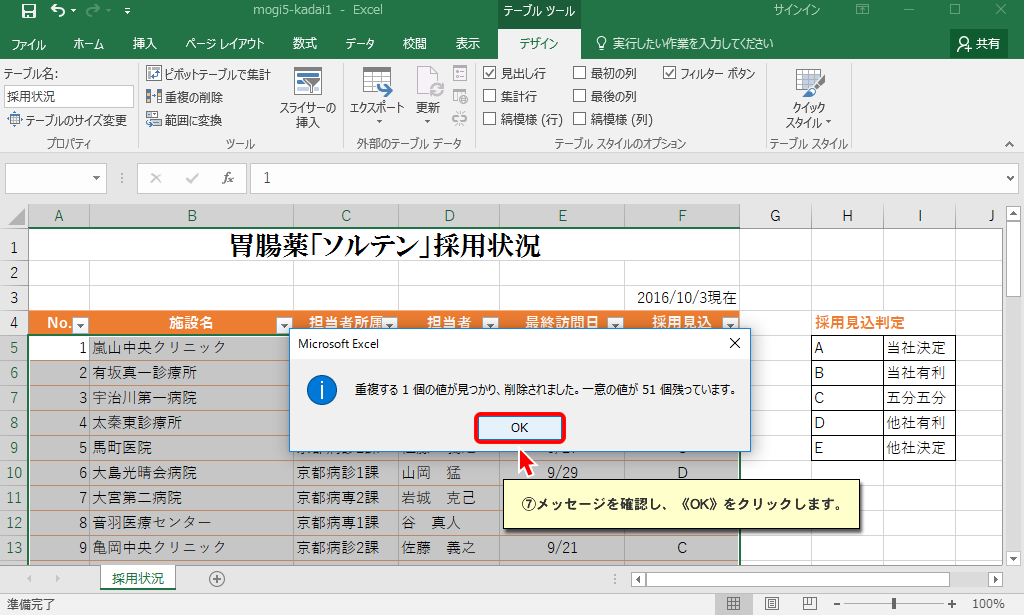 mogi5-kadai1 - Excel
テーブル ツール
サインイン
ファイル ホーム 挿入 ページ レイアウト 数式 データ 校閲 表示 デザイン 実行したい作業を入力してください 共有
テーブル名:
採用状況
テーブルのサイズ変更
プロパティ
ピボットテーブルで集計
重複の削除
範囲に変換
ツール
スライサーの
挿入
エクスポート
更新
外部のテーブル データ
見出し行 最初の列 フィルター ボタン
集計行 最後の列
縞模様 (行) 縞模様 (列)
テーブル スタイルのオプション
クイック
スタイル
テーブル スタイル
fx 1
A B C D E F G H I J
1 胃腸薬「ソルテン」採用状況
2
3 2016/10/3現在
4 No. 施設名 担当者所属 担当者 最終訪問日 採用見込 採用見込判定
5 1 嵐山中央クリニック A 当社決定
6 2 有坂真一診療所 B 当社有利
7 3 宇治川第一病院 C 五分五分
8 4 太秦東診療所 D 他社有利
9 5 馬町医院 E 他社決定
10 6 大島光晴会病院 京都病診1課 山岡 猛 9/29 D
11 7 大宮第二病院 京都病専2課 岩城 克己
12 8 音羽医療センター 京都病専1課 谷 真人
13 9 亀岡中央クリニック 京都病診2課 佐藤 義之 9/21 C
Microsoft Excel
重複する 1 個の値が見つかり、削除されました。一意の値が 51 個残っています。
OK
⑦メッセージを確認し、《OK》をクリックします。
採用状況
準備完了
100%